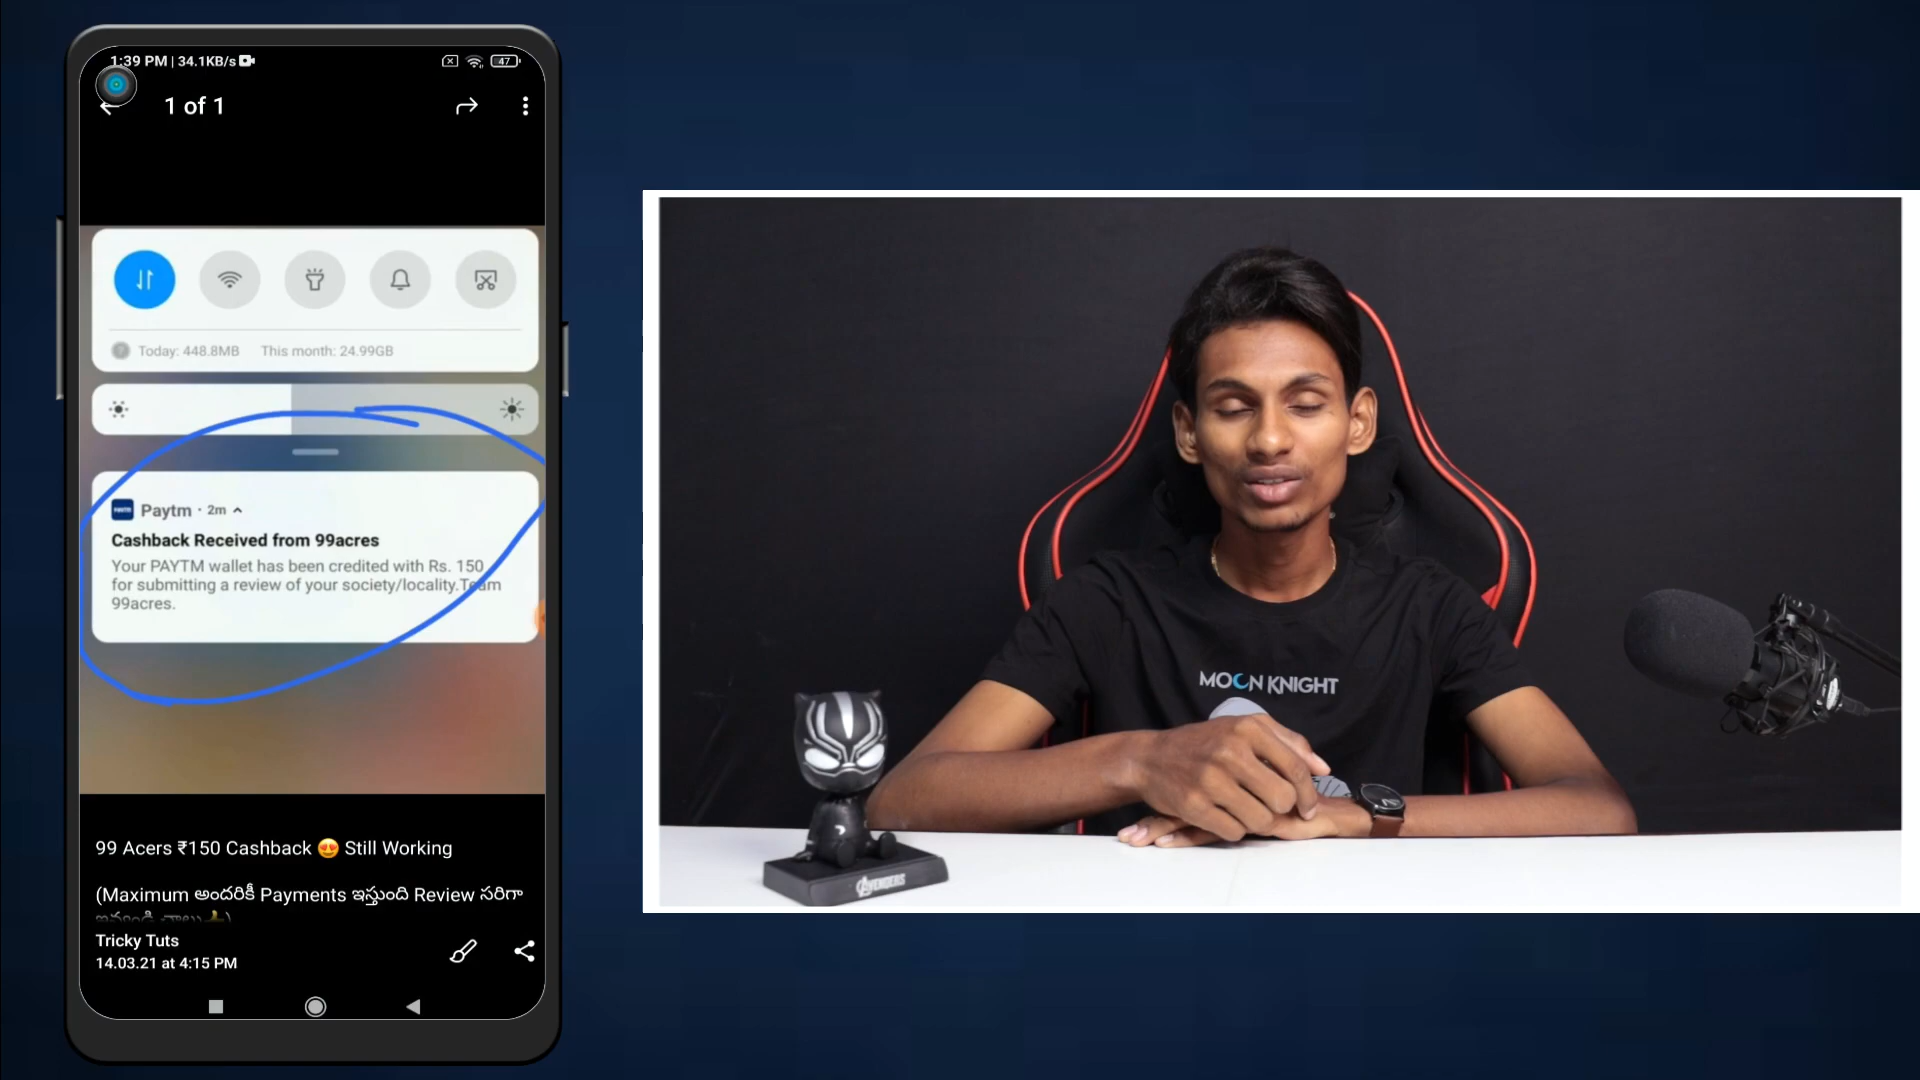 1:39 PM | 34.1KB/s
47
1 of 1
Today: 448.8MB This month: 24.99GB
Paytm · 2m
Cashback Received from 99acres
Your PAYTM wallet has been credited with Rs. 150
for submitting a review of your society/locality.Team
99acres.
99 Acers ₹150 Cashback 😍 Still Working
(Maximum అందరికీ Payments ఇస్తుంది Review సరిగా
Tricky Tuts
14.03.21 at 4:15 PM
MOON KNIGHT
AVENGERS